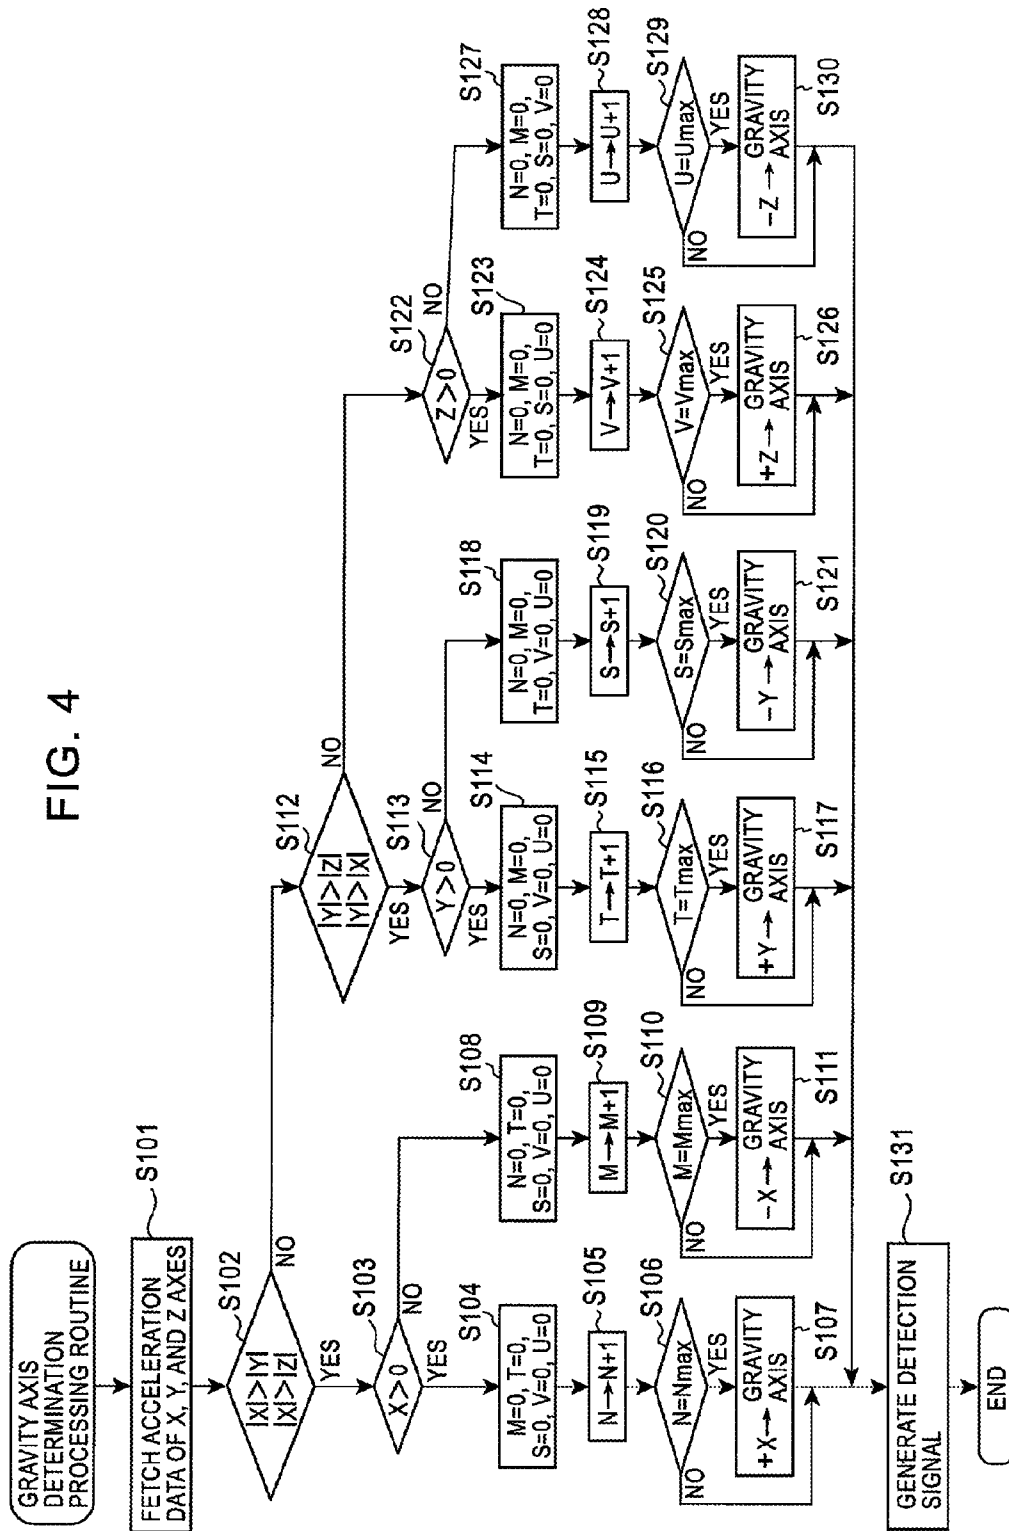 FIG. 4
GRAVITY AXIS
DETERMINATION
PROCESSING ROUTINE
S101
FETCH ACCELERATION
DATA OF X, Y, AND Z AXES
S102
|X|>|Y|
|X|>|Z|
NO
YES
S103
X>0
NO
YES
S104
M=0, T=0,
S=0, V=0, U=0
S105
N→N+1
S106
N=Nmax
NO
YES
S107
+X→GRAVITY
AXIS
S108
N=0, T=0,
S=0, V=0, U=0
S109
M→M+1
S110
M=Mmax
NO
YES
S111
−X→GRAVITY
AXIS
S112
|Y|>|Z|
|Y|>|X|
NO
YES
S113
Y>0
NO
YES
S114
N=0, M=0,
S=0, V=0, U=0
S115
T→T+1
S116
T=Tmax
NO
YES
S117
+Y→GRAVITY
AXIS
S118
N=0, M=0,
T=0, V=0, U=0
S119
S→S+1
S120
S=Smax
NO
YES
S121
−Y→GRAVITY
AXIS
S122
Z>0
NO
YES
S123
N=0, M=0,
T=0, S=0, U=0
S124
V→V+1
S125
V=Vmax
NO
YES
S126
+Z→GRAVITY
AXIS
S127
N=0, M=0,
T=0, S=0, V=0
S128
U→U+1
S129
U=Umax
NO
YES
S130
−Z→GRAVITY
AXIS
S131
GENERATE DETECTION
SIGNAL
END